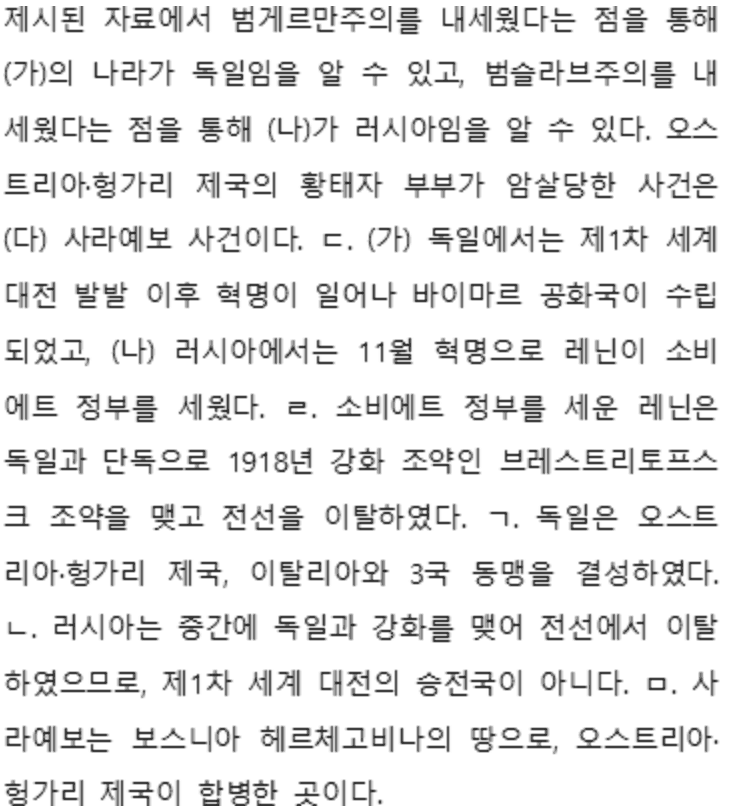 제시된 자료에서 범게르만주의를 내세웠다는 점을 통해
(가)의 나라가 독일임을 알 수 있고, 범슬라브주의를 내
세웠다는 점을 통해 (나)가 러시아임을 알 수 있다. 오스
트리아·헝가리 제국의 황태자 부부가 암살당한 사건은
(다) 사라예보 사건이다. ㄷ. (가) 독일에서는 제1차 세계
대전 발발 이후 혁명이 일어나 바이마르 공화국이 수립
되었고, (나) 러시아에서는 11월 혁명으로 레닌이 소비
에트 정부를 세웠다. ㄹ. 소비에트 정부를 세운 레닌은
독일과 단독으로 1918년 강화 조약인 브레스트리토프스
크 조약을 맺고 전선을 이탈하였다. ㄱ. 독일은 오스트
리아·헝가리 제국, 이탈리아와 3국 동맹을 결성하였다.
ㄴ. 러시아는 중간에 독일과 강화를 맺어 전선에서 이탈
하였으므로, 제1차 세계 대전의 승전국이 아니다. ㅁ. 사
라예보는 보스니아 헤르체고비나의 땅으로, 오스트리아·
헝가리 제국이 합병한 곳이다.